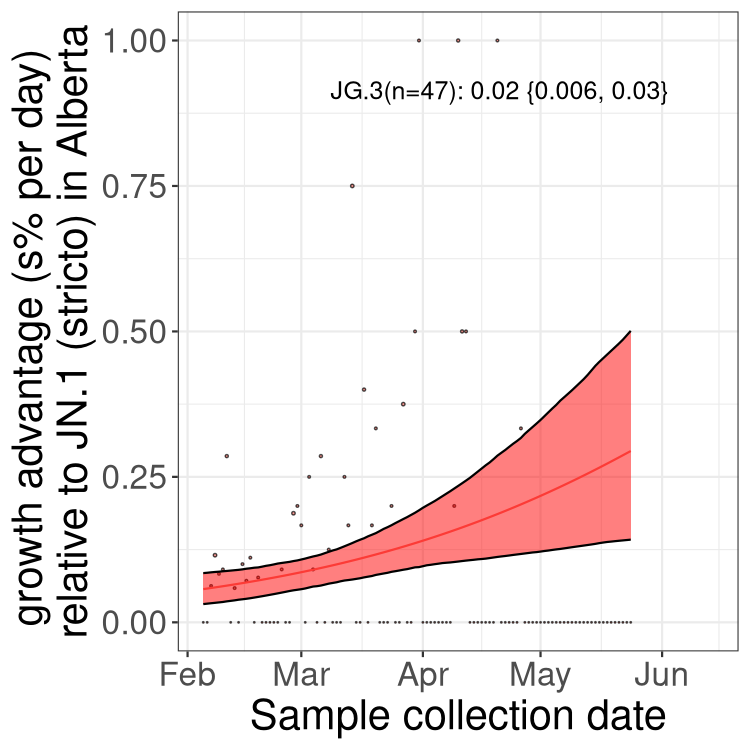 growth advantage (s% per day)
relative to JN.1 (stricto) in Alberta
1.00
0.75
0.50
0.25
0.00
JG.3(n=47): 0.02 {0.006, 0.03}
Feb Mar Apr May Jun
Sample collection date